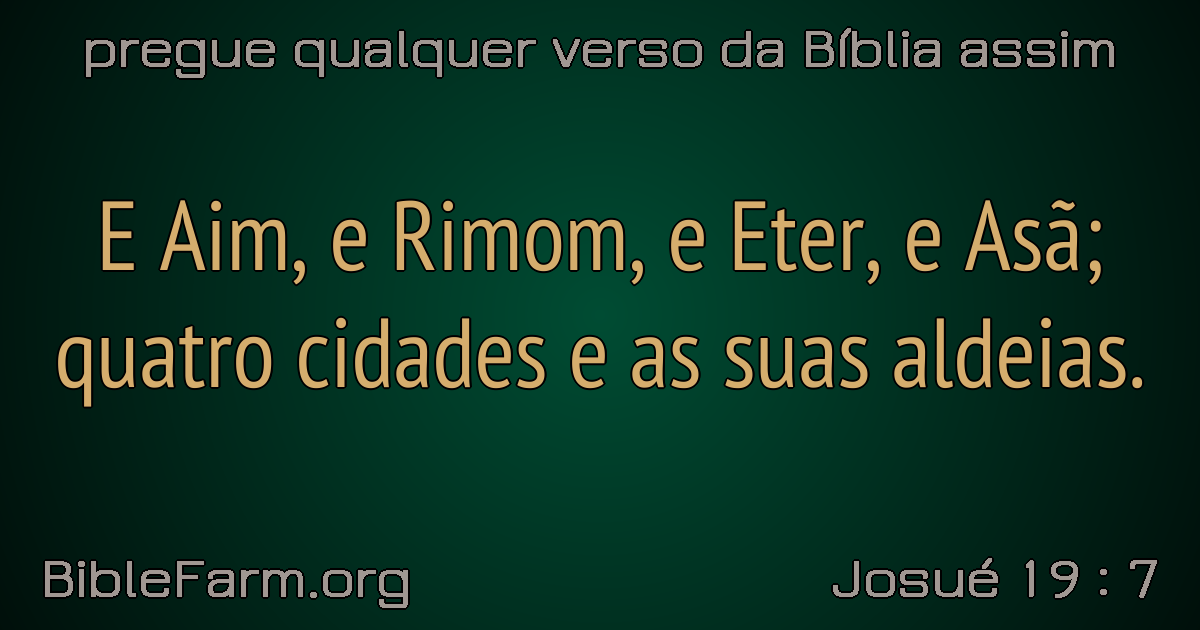 pregue qualquer verso da Bíblia assim
E Aim, e Rimom, e Eter, e Asã;
quatro cidades e as suas aldeias.
BibleFarm.org
Josué 19 : 7